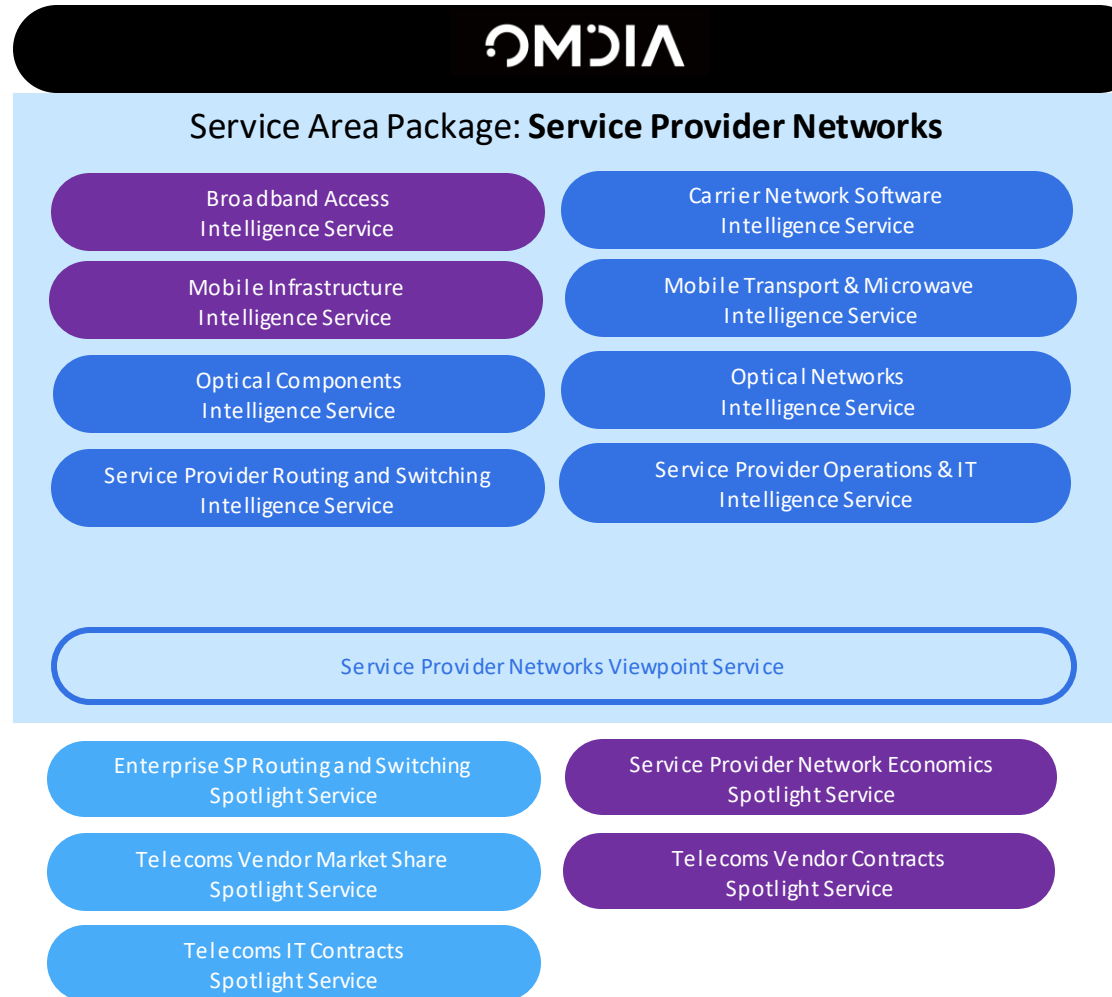 OMDIA
Service Area Package: Service Provider Networks
Broadband Access
Intelligence Service
Carrier Network Software
Intelligence Service
Mobile Infrastructure
Intelligence Service
Mobile Transport & Microwave
Intelligence Service
Optical Components
Intelligence Service
Optical Networks
Intelligence Service
Service Provider Routing and Switching
Intelligence Service
Service Provider Operations & IT
Intelligence Service
Service Provider Networks Viewpoint Service
Enterprise SP Routing and Switching
Spotlight Service
Service Provider Network Economics
Spotlight Service
Telecoms Vendor Market Share
Spotlight Service
Telecoms Vendor Contracts
Spotlight Service
Telecoms IT Contracts
Spotlight Service